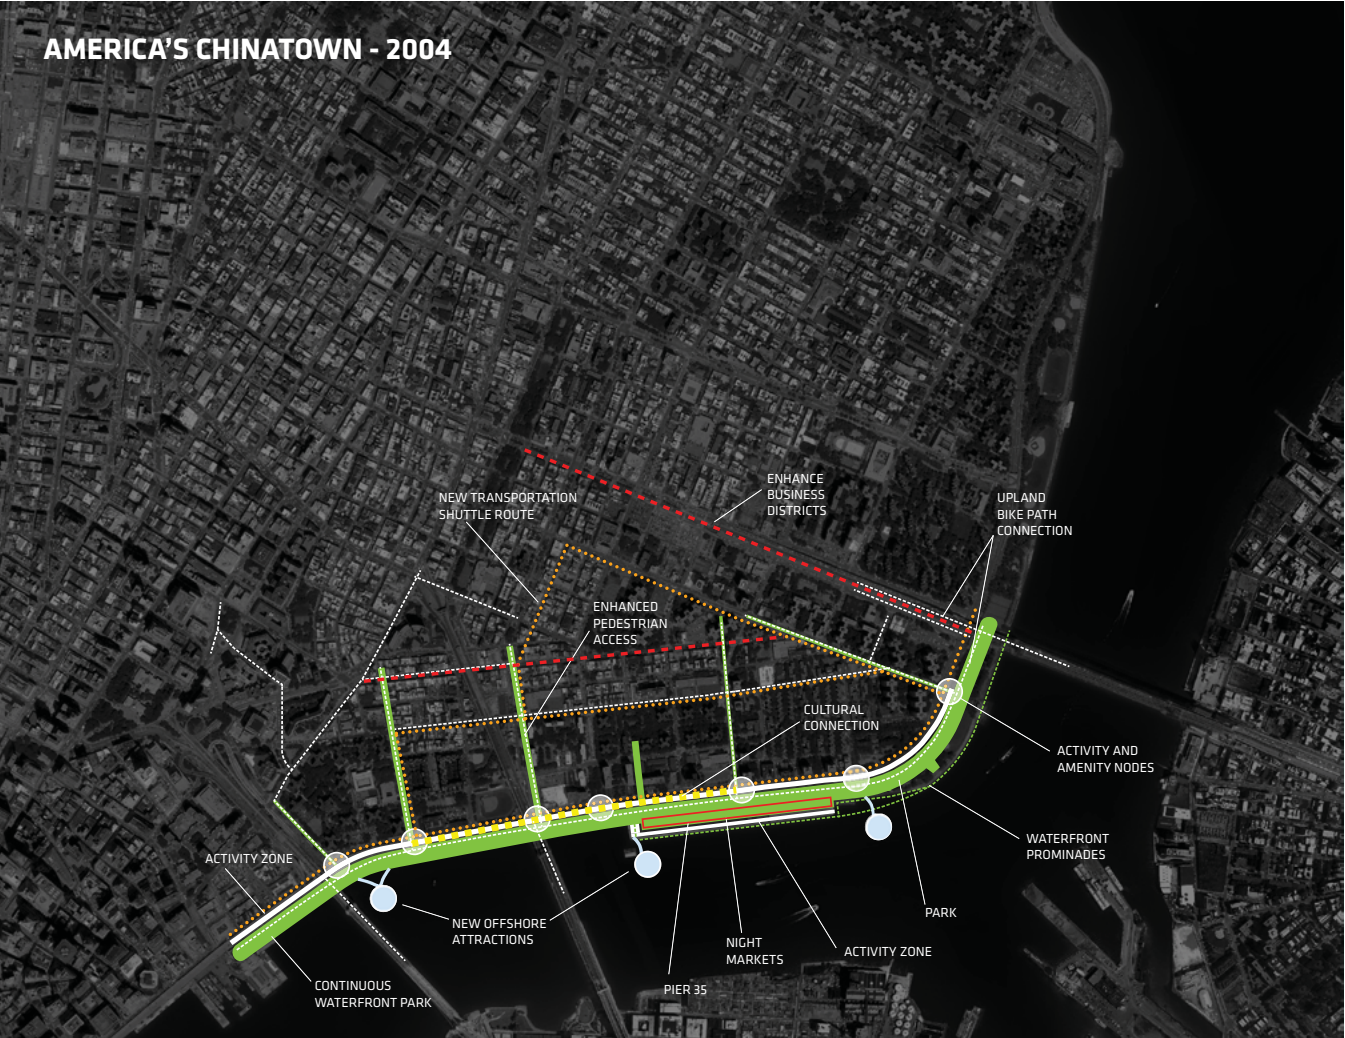 AMERICA'S CHINATOWN - 2004
ENHANCE
BUSINESS
DISTRICTS
NEW TRANSPORTATION
SHUTTLE ROUTE
UPLAND
BIKE PATH
CONNECTION
ENHANCED
PEDESTRIAN
ACCESS
CULTURAL
CONNECTION
ACTIVITY AND
AMENITY NODES
WATERFRONT
PROMINADES
ACTIVITY ZONE
PARK
NEW OFFSHORE
ATTRACTIONS
NIGHT
MARKETS
ACTIVITY ZONE
PIER 35
CONTINUOUS
WATERFRONT PARK